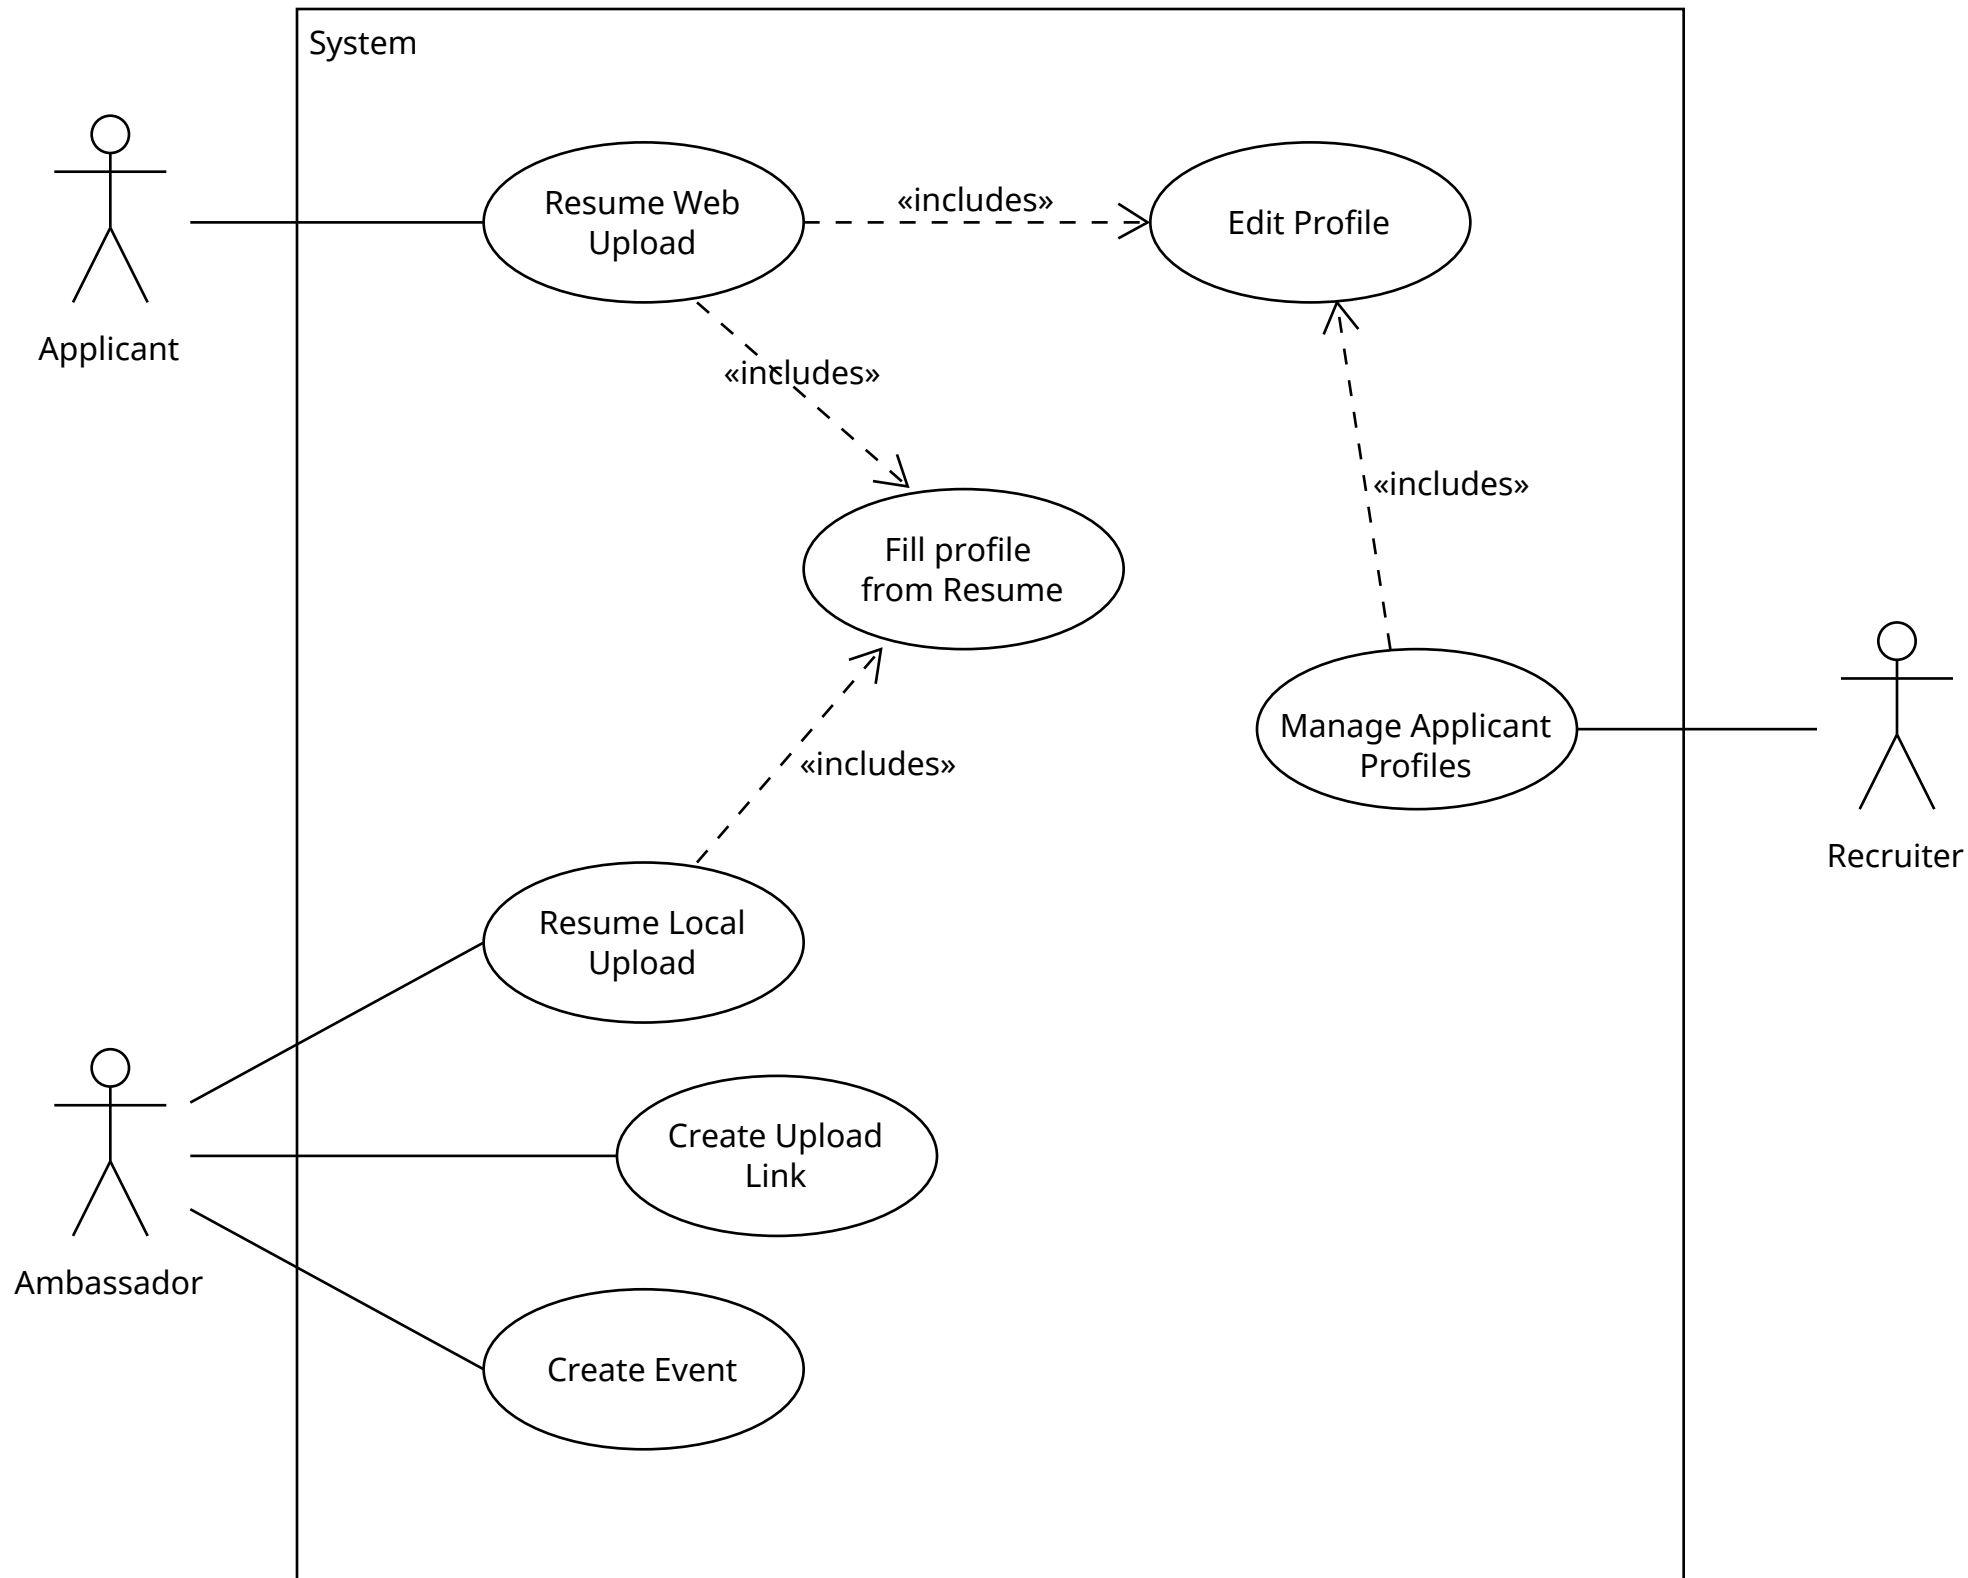 System
Resume Web
Upload
«includes»
Edit Profile
Applicant
«includes»
«includes»
Fill profile
from Resume
Manage Applicant
Profiles
«includes»
Recruiter
Resume Local
Upload
Create Upload
Link
Ambassador
Create Event